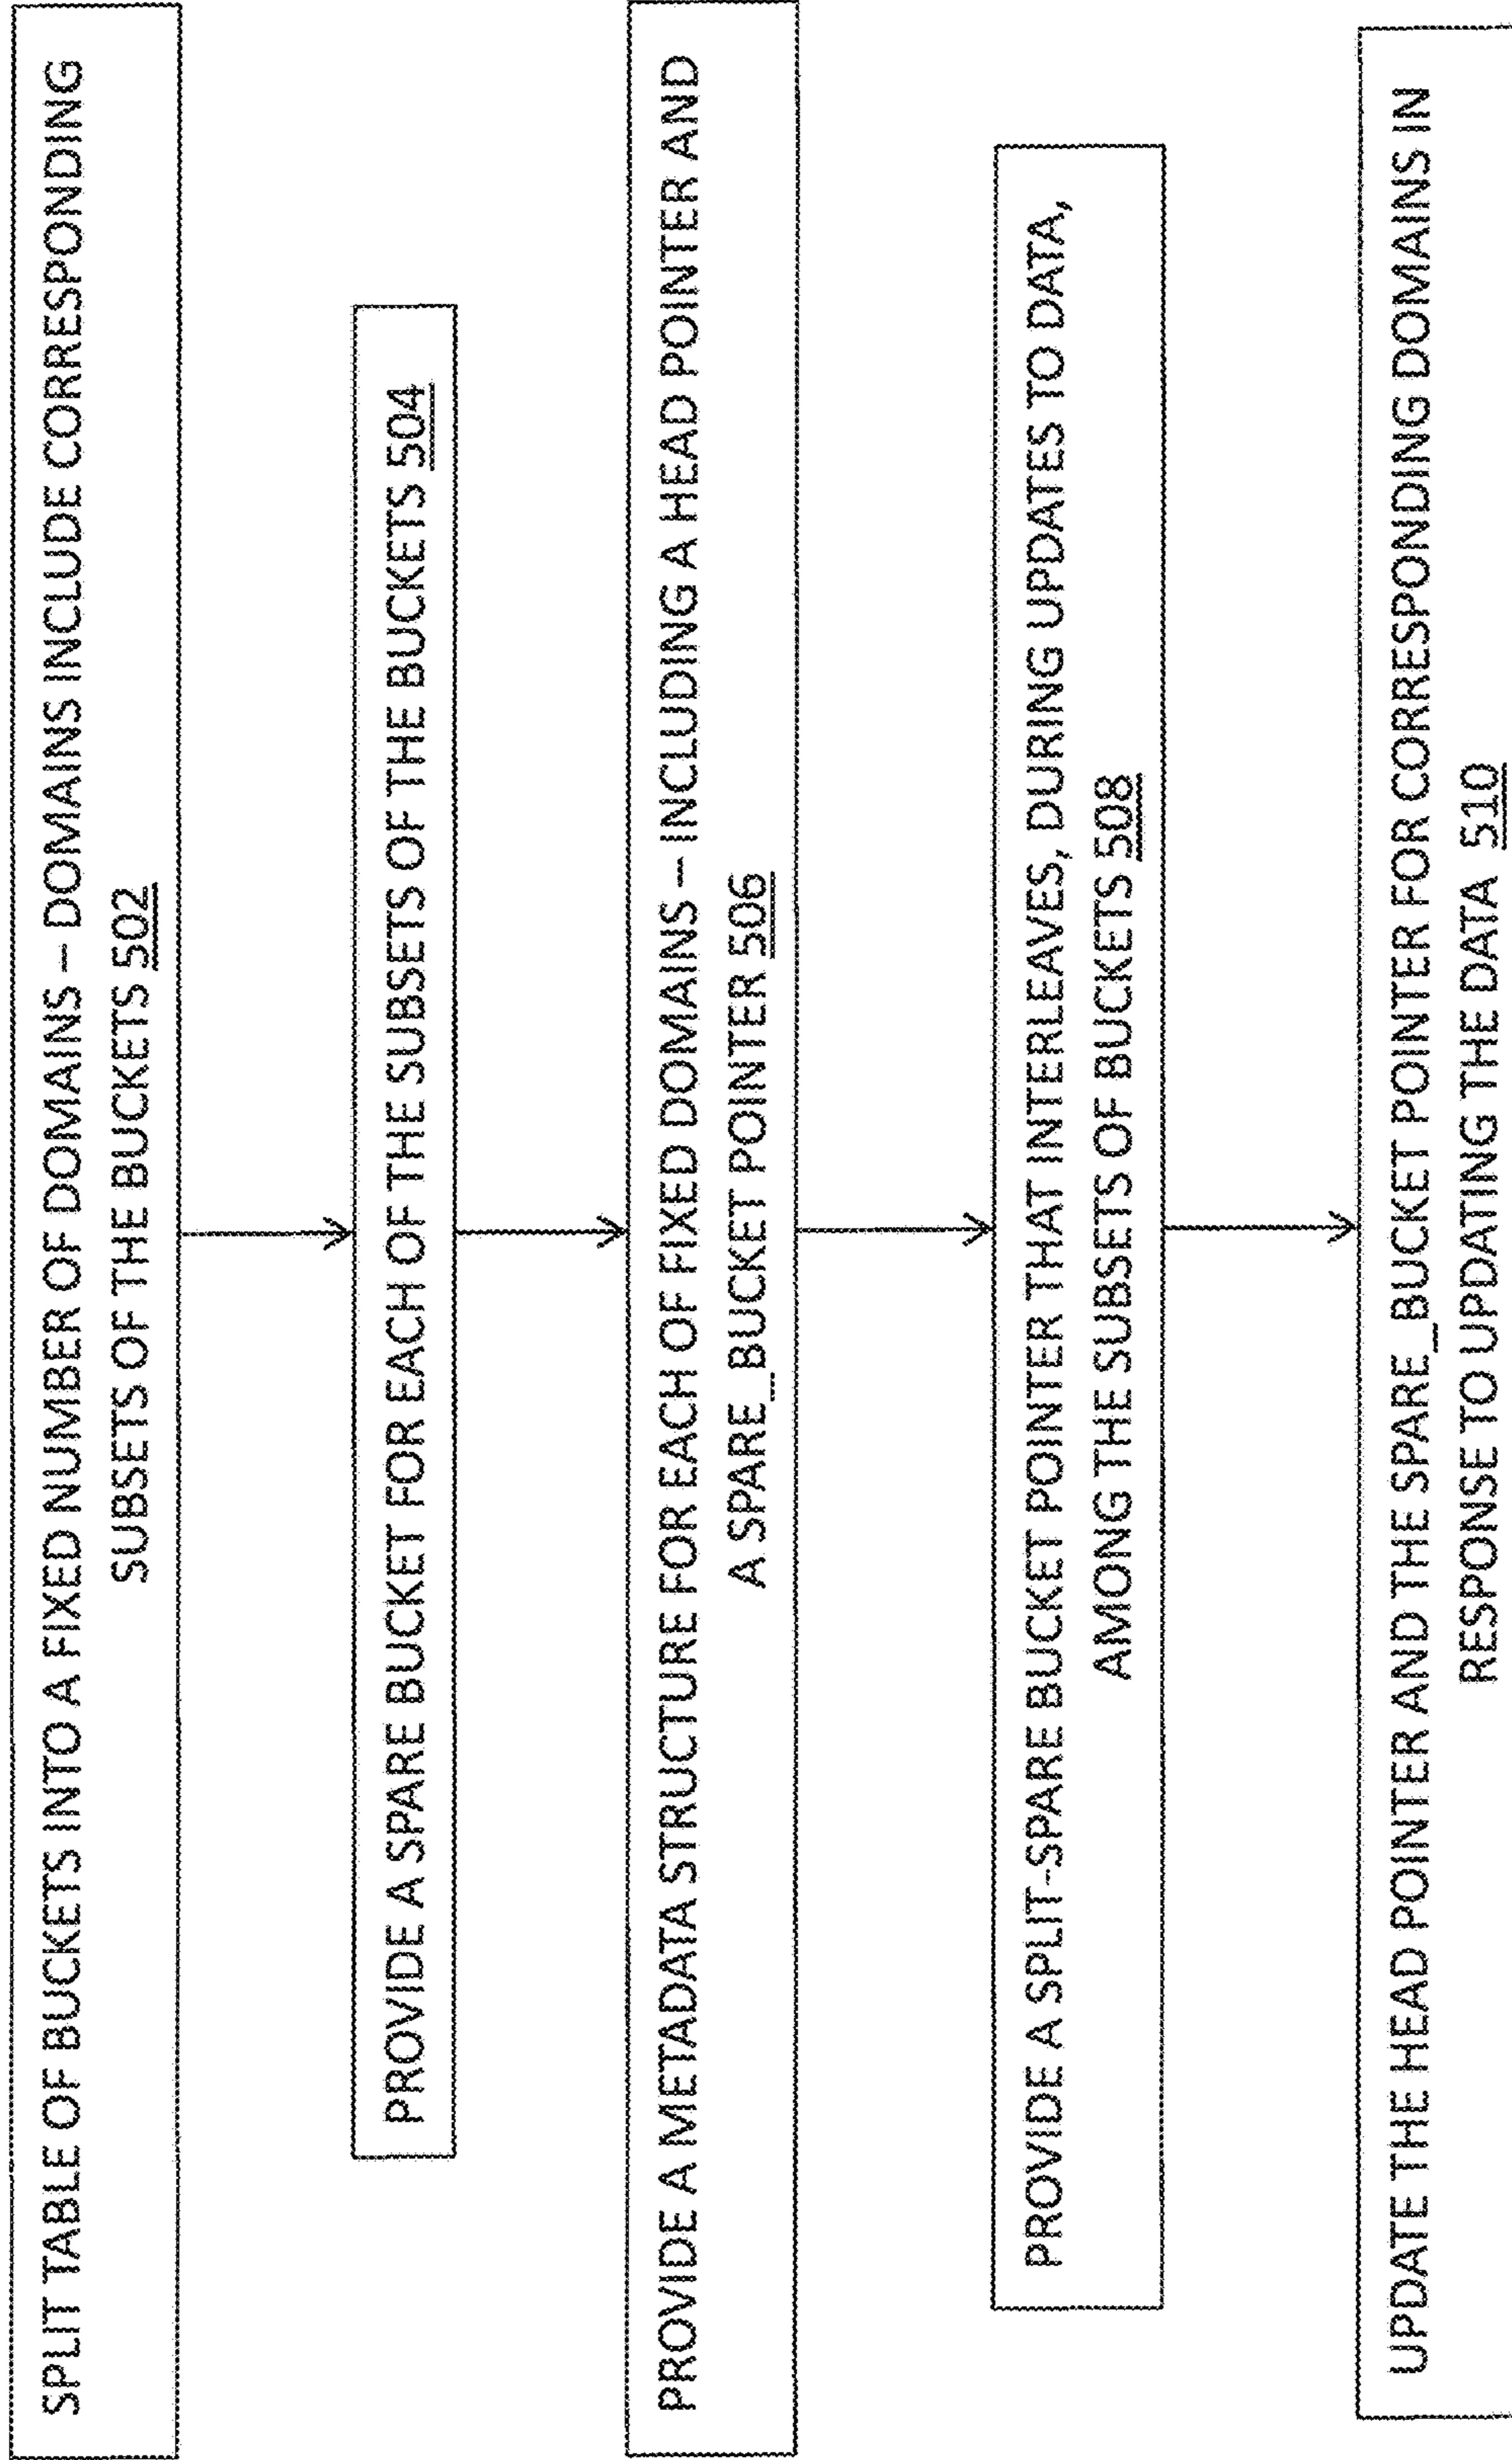 SPLIT TABLE OF BUCKETS INTO A FIXED NUMBER OF DOMAINS – DOMAINS INCLUDE CORRESPONDING
SUBSETS OF THE BUCKETS 502
PROVIDE A SPARE BUCKET FOR EACH OF THE SUBSETS OF THE BUCKETS 504
PROVIDE A METADATA STRUCTURE FOR EACH OF FIXED DOMAINS – INCLUDING A HEAD POINTER AND
A SPARE_BUCKET POINTER 506
PROVIDE A SPLIT-SPARE BUCKET POINTER THAT INTERLEAVES, DURING UPDATES TO DATA,
AMONG THE SUBSETS OF BUCKETS 508
UPDATE THE HEAD POINTER AND THE SPARE_BUCKET POINTER FOR CORRESPONDING DOMAINS IN
RESPONSE TO UPDATING THE DATA 510